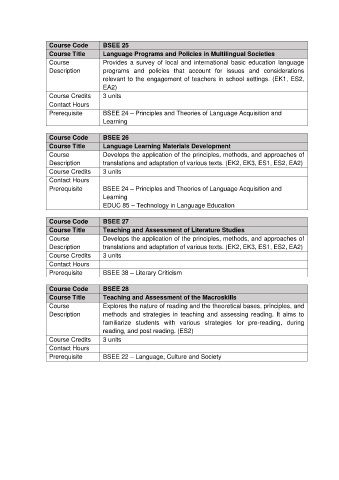 Course Code BSEE 25
Course Title Language Programs and Policies in Multilingual Societies
Course Provides a survey of local and international basic education language
Description programs and policies that account for issues and considerations
relevant to the engagement of teachers in school settings. (EK1, ES2,
EA2)
Course Credits 3 units
Contact Hours
Prerequisite BSEE 24 – Principles and Theories of Language Acquisition and
Learning
Course Code BSEE 26
Course Title Language Learning Materials Development
Course Develops the application of the principles, methods, and approaches of
Description translations and adaptation of various texts. (EK2, EK3, ES1, ES2, EA2)
Course Credits 3 units
Contact Hours
Prerequisite BSEE 24 – Principles and Theories of Language Acquisition and
Learning
EDUC 85 – Technology in Language Education
Course Code BSEE 27
Course Title Teaching and Assessment of Literature Studies
Course Develops the application of the principles, methods, and approaches of
Description translations and adaptation of various texts. (EK2, EK3, ES1, ES2, EA2)
Course Credits 3 units
Contact Hours
Prerequisite BSEE 38 – Literary Criticism
Course Code BSEE 28
Course Title Teaching and Assessment of the Macroskills
Course Explores the nature of reading and the theoretical bases, principles, and
Description methods and strategies in teaching and assessing reading. It aims to
familiarize students with various strategies for pre-reading, during
reading, and post reading. (ES2)
Course Credits 3 units
Contact Hours
Prerequisite BSEE 22 – Language, Culture and Society